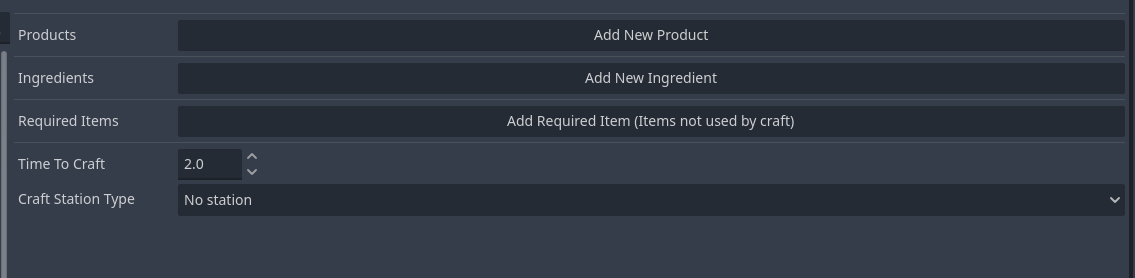 Products
Add New Product
Ingredients
Add New Ingredient
Required Items
Add Required Item (Items not used by craft)
Time To Craft
2.0
Craft Station Type
No station